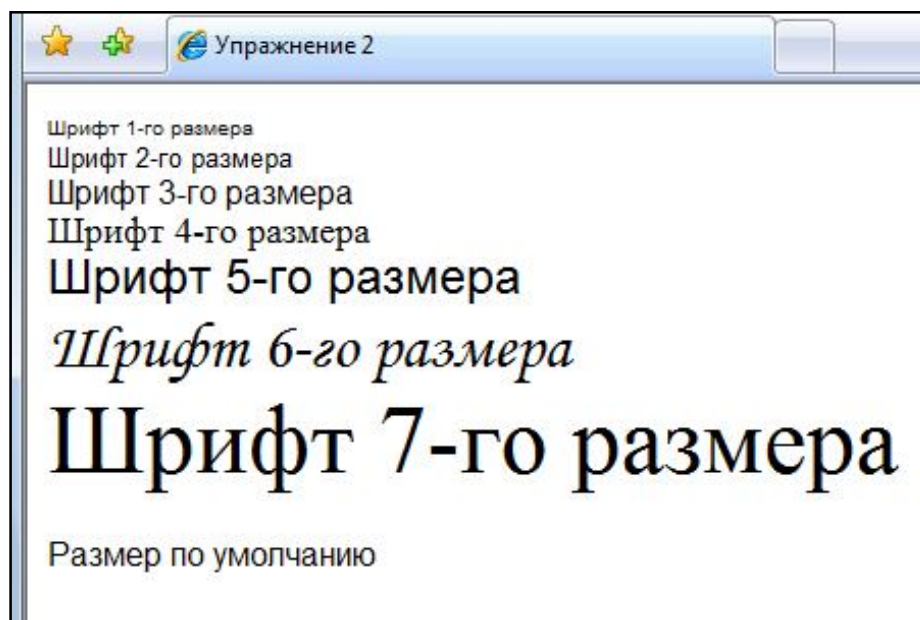 Упражнение 2
Шрифт 1-го размера
Шрифт 2-го размера
Шрифт 3-го размера
Шрифт 4-го размера
Шрифт 5-го размера
Шрифт 6-го размера
Шрифт 7-го размера
Размер по умолчанию